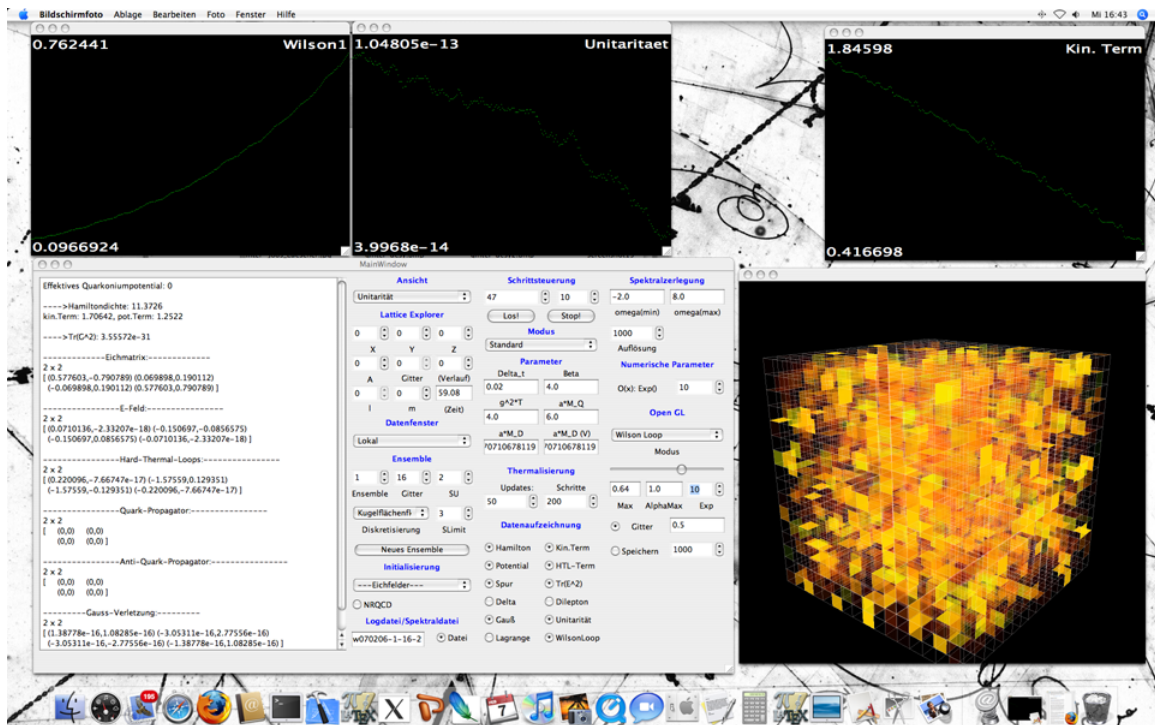 Bildschirmfoto Ablage Bearbeiten Foto Fenster Hilfe
Mi 16:43
0.762441 Wilson1
0.0966924
1.04805e-13 Unitaritaet
3.9968e-14
1.84598 Kin. Term
0.416698
MainWindow
Effektives Quarkoniumpotential: 0
---->Hamiltondichte: 11.3726
kin.Term: 1.70642, pot.Term: 1.2522
---->Tr(G^2): 3.55572e-31
-------------Eichmatrix:-------------
2 x 2
[ (0.577603,-0.790789) (0.069898,0.190112)
(-0.069898,0.190112) (0.577603,0.790789) ]
----------E-Feld:----------------
2 x 2
[ (0.0710136,-2.33207e-18) (-0.150697,-0.0856575)
(-0.150697,0.0856575) (-0.0710136,-2.33207e-18) ]
----------Hard-Thermal-Loops:----------------
2 x 2
[ (0.220096,-7.66747e-17) (-1.57559,0.129351)
(-1.57559,-0.129351) (-0.220096,-7.66747e-17) ]
----------------Quark-Propagator:----------------
2 x 2
[ (0,0) (0,0)
(0,0) (0,0) ]
----------------Anti-Quark-Propagator:----------------
2 x 2
[ (0,0) (0,0)
(0,0) (0,0) ]
---------Gauss-Verletzung:---------
2 x 2
[ (1.38778e-16,1.08285e-16) (-3.05311e-16,2.77556e-16)
(-3.05311e-16,-2.77556e-16) (-1.38778e-16,1.08285e-16) ]
Ansicht
Unitarität
Lattice Explorer
0 0 0
X Y Z
0 0 0
A Gitter (Verlauf)
0 0 59.08
l m (Zeit)
Datenfenster
Lokal
Ensemble
1 16 2
Ensemble Gitter SU
Kugelflächenfl 3
Diskretisierung SLimit
Neues Ensemble
Initialisierung
---Eichfelder---
NRQCD
Logdatei/Spektraldatei
w070206-1-16-2 Datei
Schrittsteuerung
47 10
Los! Stop!
Modus
Standard
Parameter
Delta_t Beta
0.02 4.0
g^2*T a*M_Q
4.0 6.0
a*M_D a*M_D (V)
'0710678119 '0710678119
Thermalisierung
Updates: Schritte
50 200
Datenaufzeichnung
Hamilton Kin.Term
Potential HTL-Term
Spur Tr(E^2)
Delta Dilepton
Gauß Unitarität
Lagrange WilsonLoop
Spektralzerlegung
-2.0 8.0
omega(min) omega(max)
1000
Auflösung
Numerische Parameter
O(x): Exp() 10
Open GL
Wilson Loop
Modus
0.64 1.0 10
Max AlphaMax Exp
Gitter 0.5
Speichern 1000
195
7